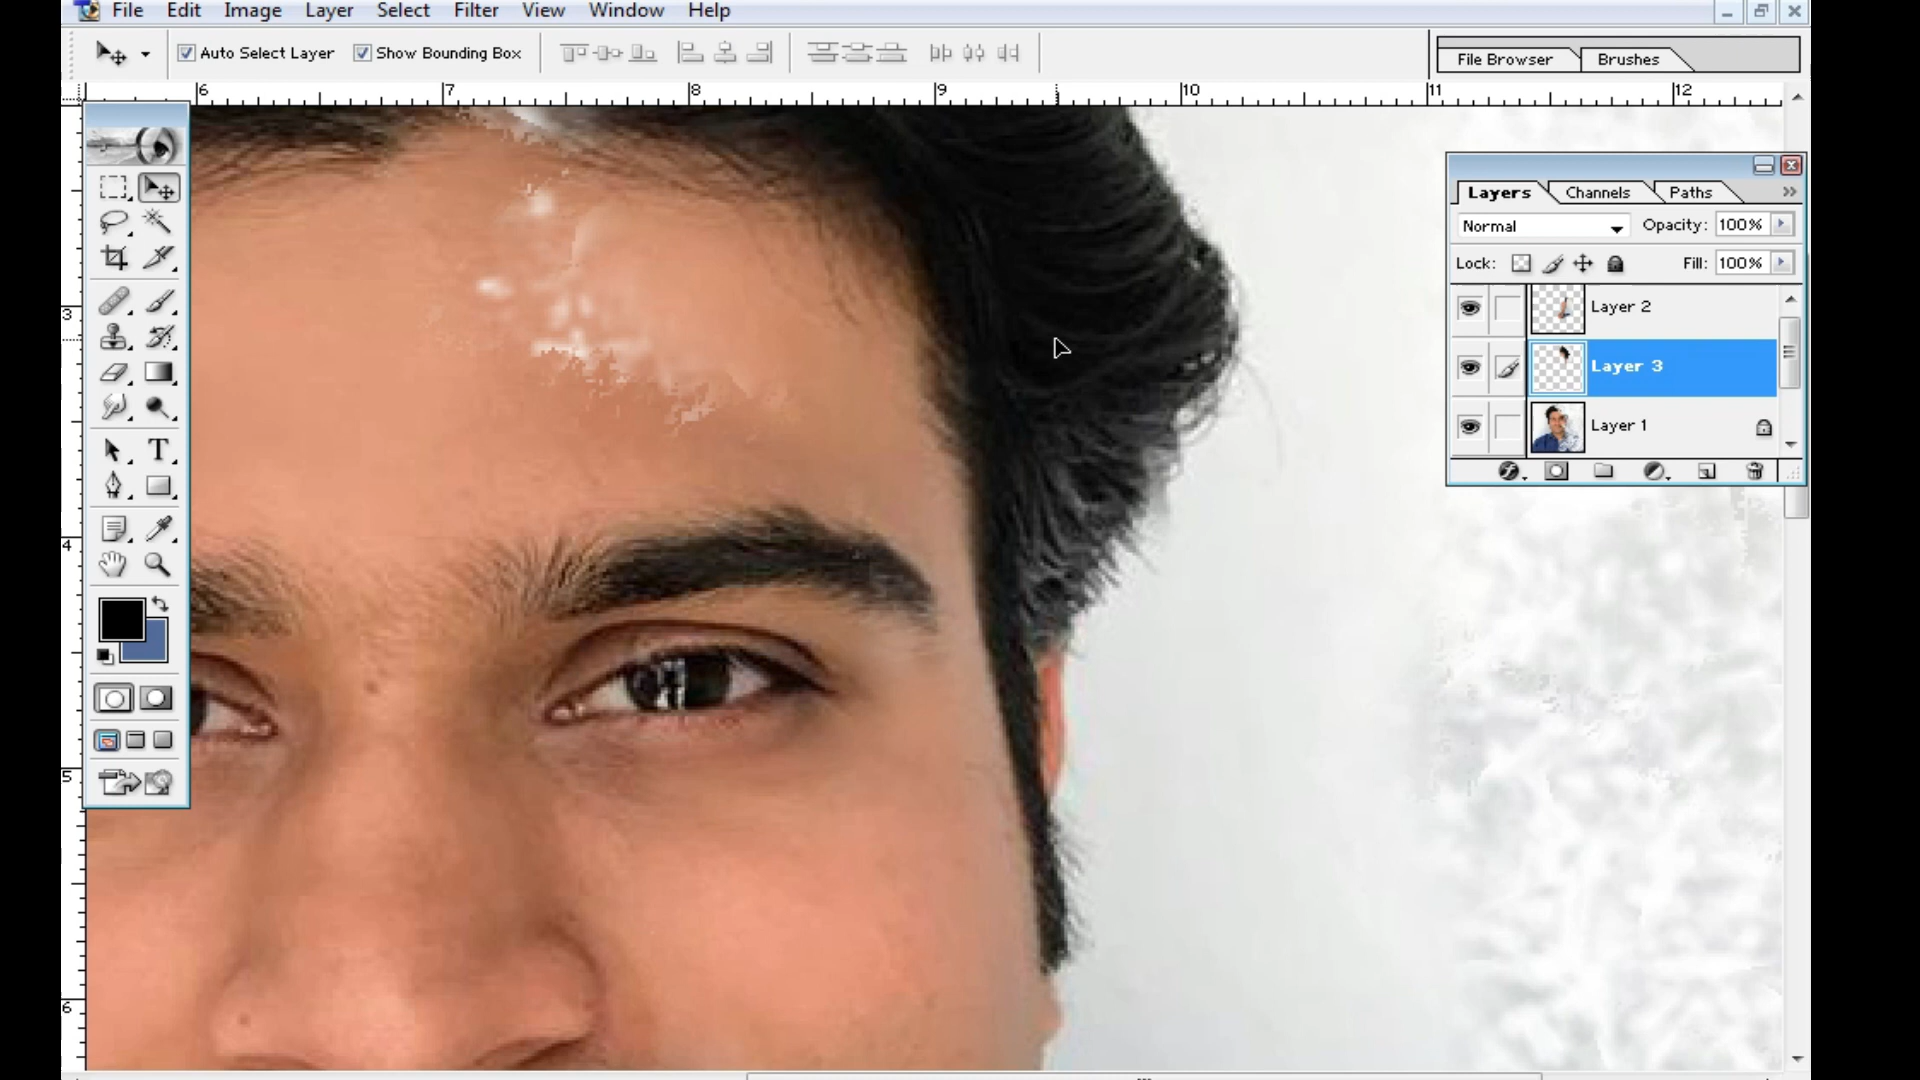 File Edit Image Layer Select Filter View Window Help
Auto Select Layer Show Bounding Box File Browser Brushes
6 7 8 9 10 11 12
Layers Channels Paths
Normal Opacity: 100%
Lock: Fill: 100%
Layer 2
3
Layer 3
Layer 1
T
4
5
6